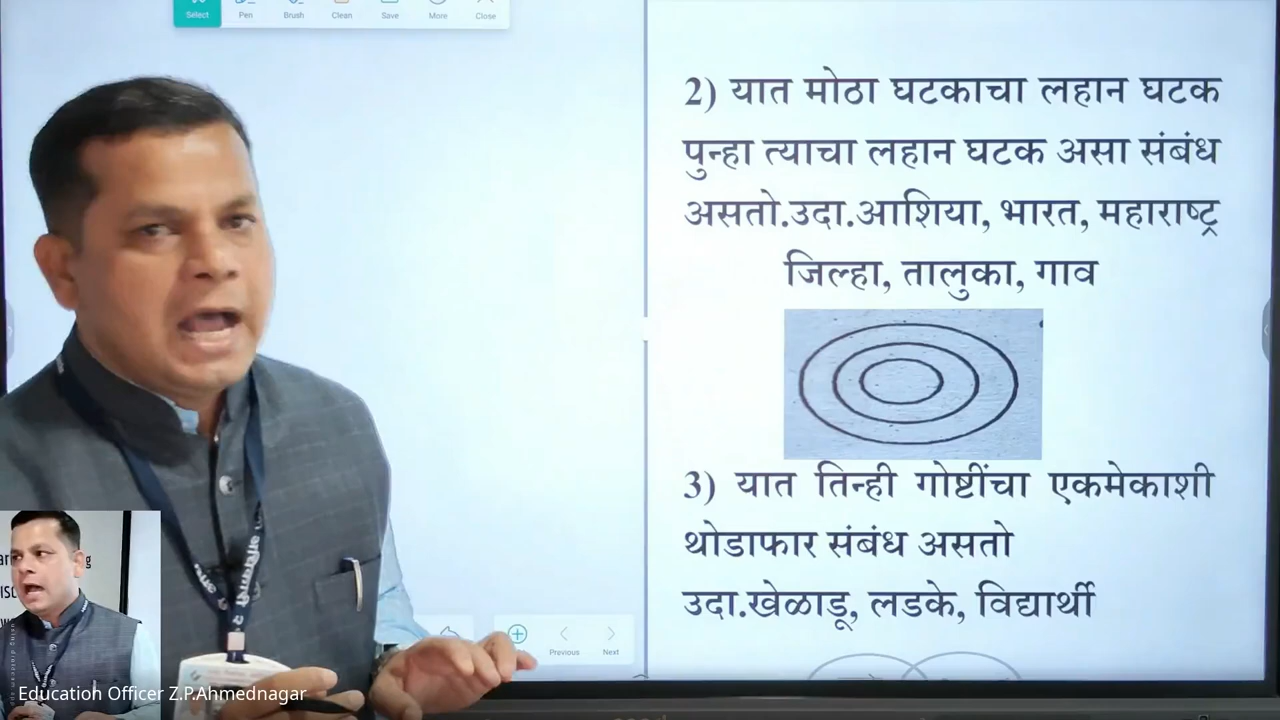 Select Pen Brush Clean Save More Close
2) यात मोठा घटकाचा लहान घटक
पुन्हा त्याचा लहान घटक असा संबंध
असतो.उदा.आशिया, भारत, महाराष्ट्र
जिल्हा, तालुका, गाव
3) यात तिन्ही गोष्टींचा एकमेकाशी
थोडाफार संबंध असतो
उदा.खेळाडू, लडके, विद्यार्थी
Previous Next
Education Officer Z.P.Ahmednagar